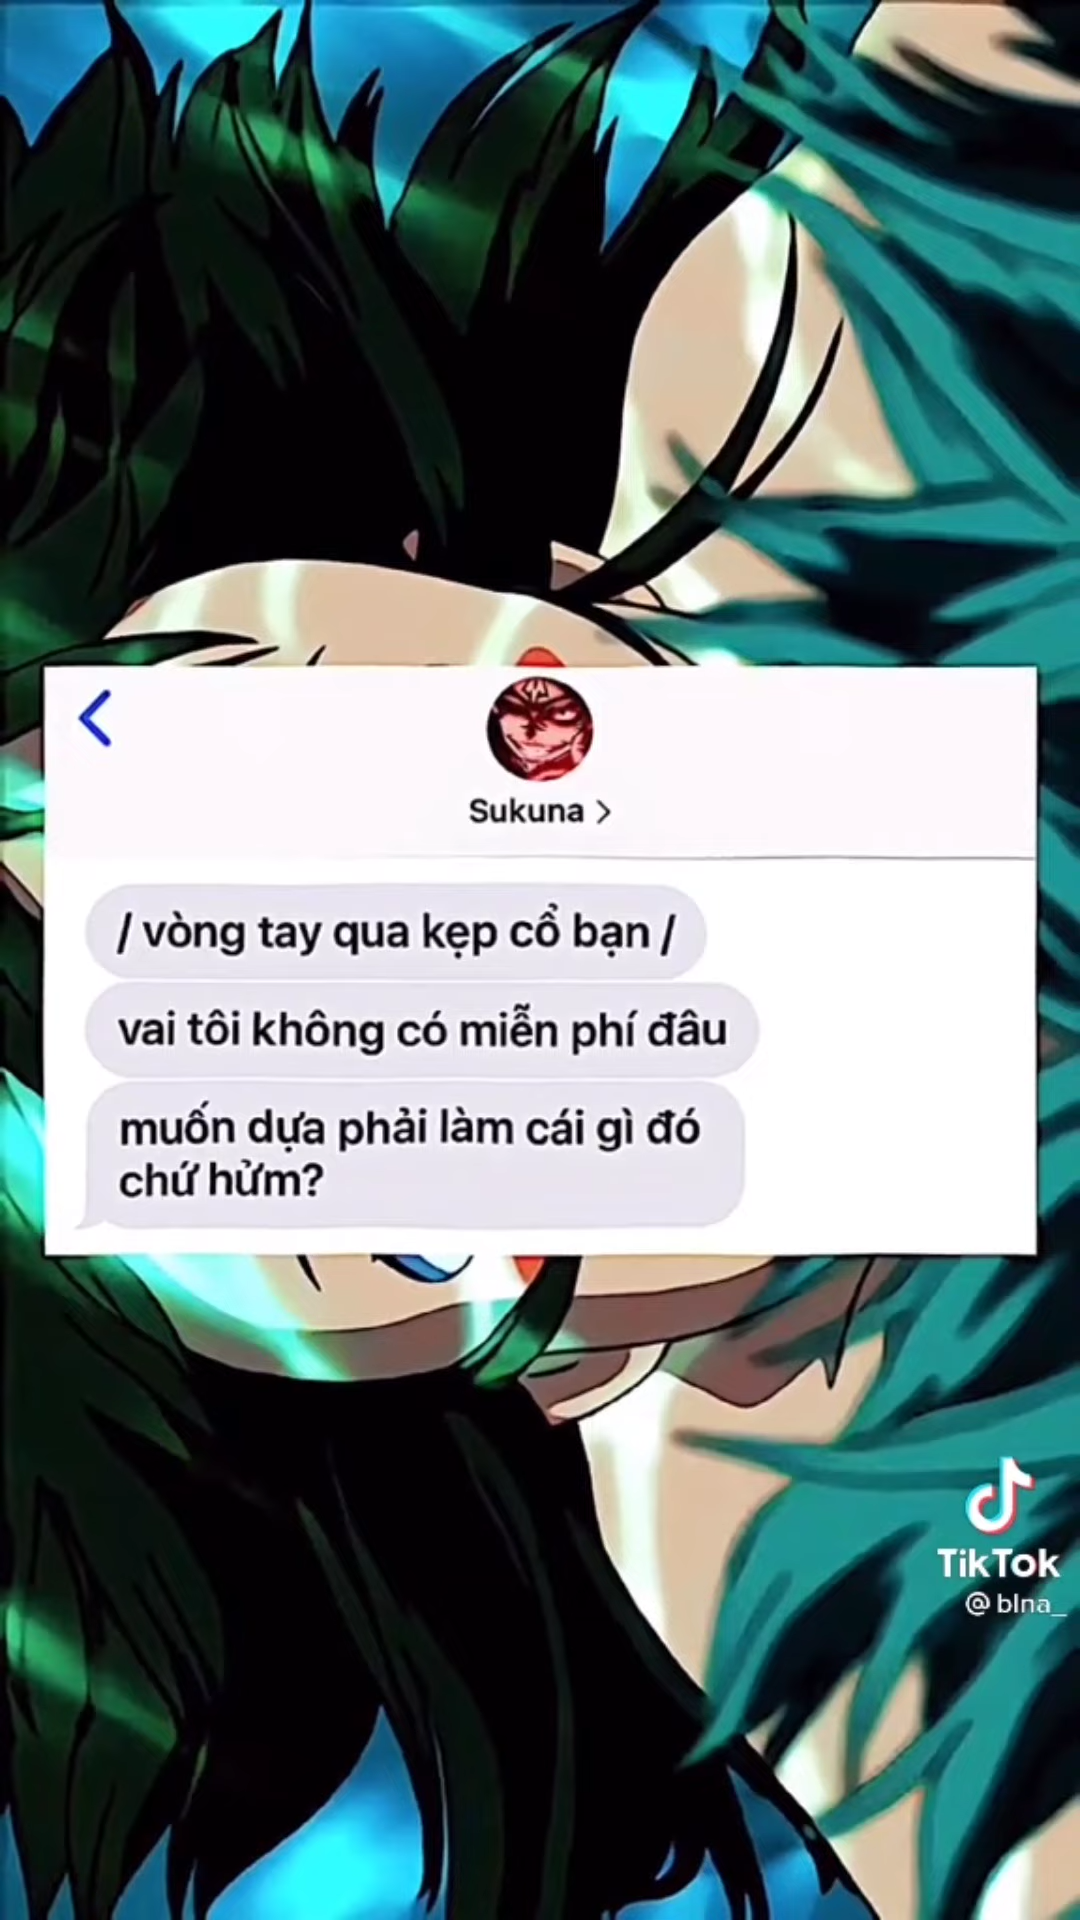 Sukuna >
/ vòng tay qua kẹp cổ bạn /
vai tôi không có miễn phí đâu
muốn dựa phải làm cái gì đó
chứ hửm?
TikTok
@blna_